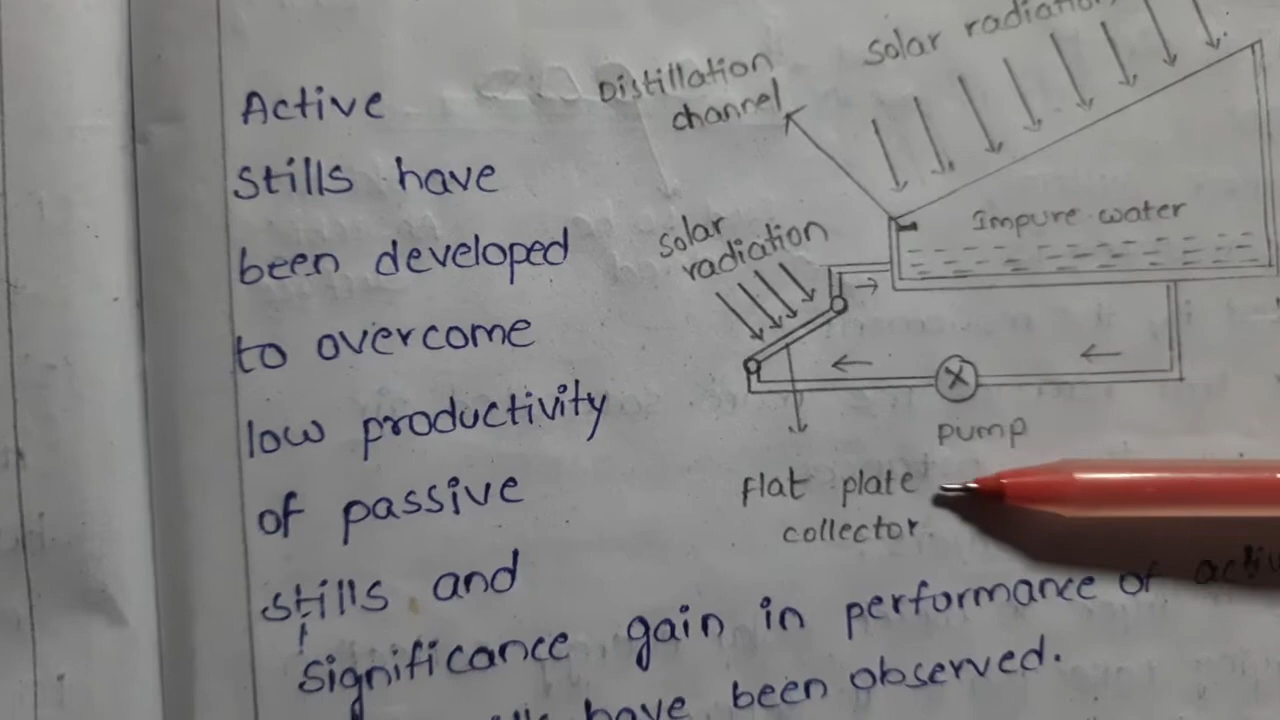 Active
stills have
been developed
to overcome
low productivity
of passive
stills and
significance gain in performance of
have been observed.
Distillation
channel
solar radiation
solar
radiation
Impure water
pump
flat plate
collector.